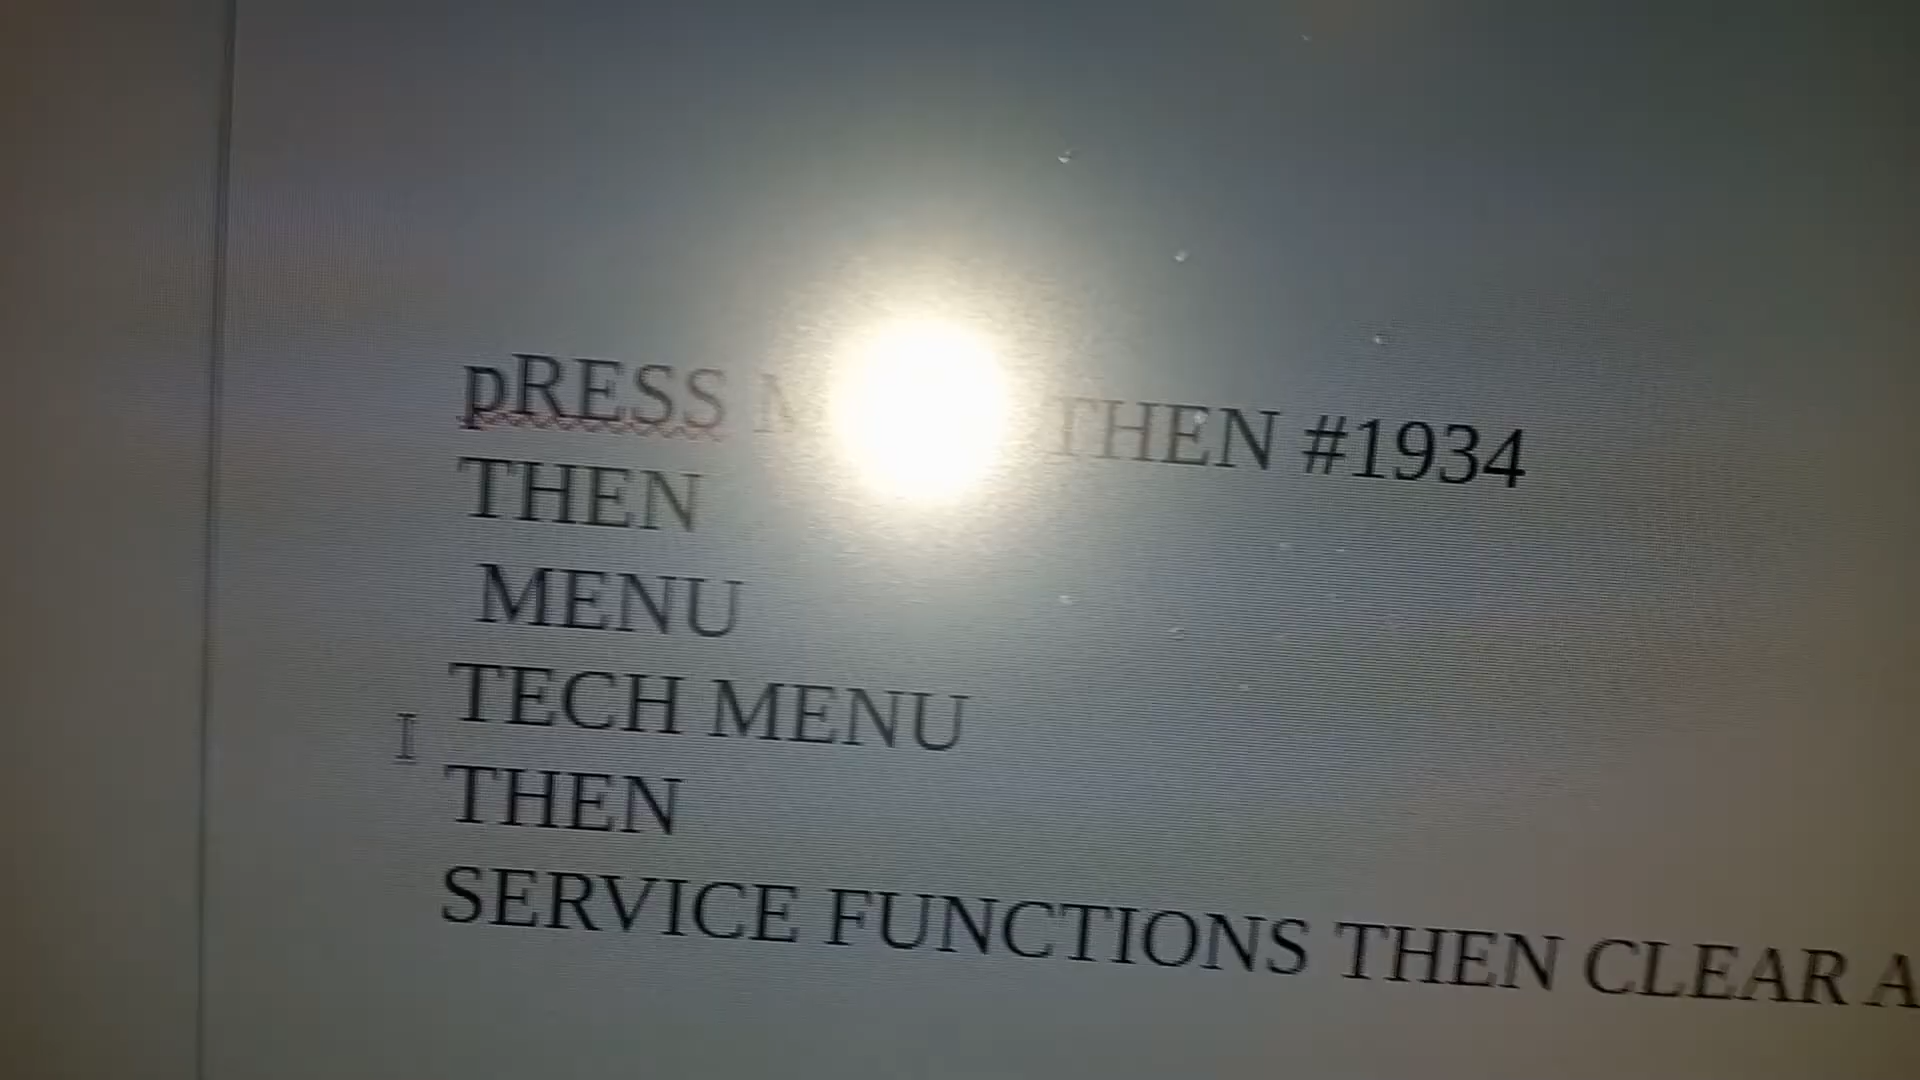 pRESS THEN #1934
THEN
MENU
TECH MENU
THEN
SERVICE FUNCTIONS THEN CLEAR